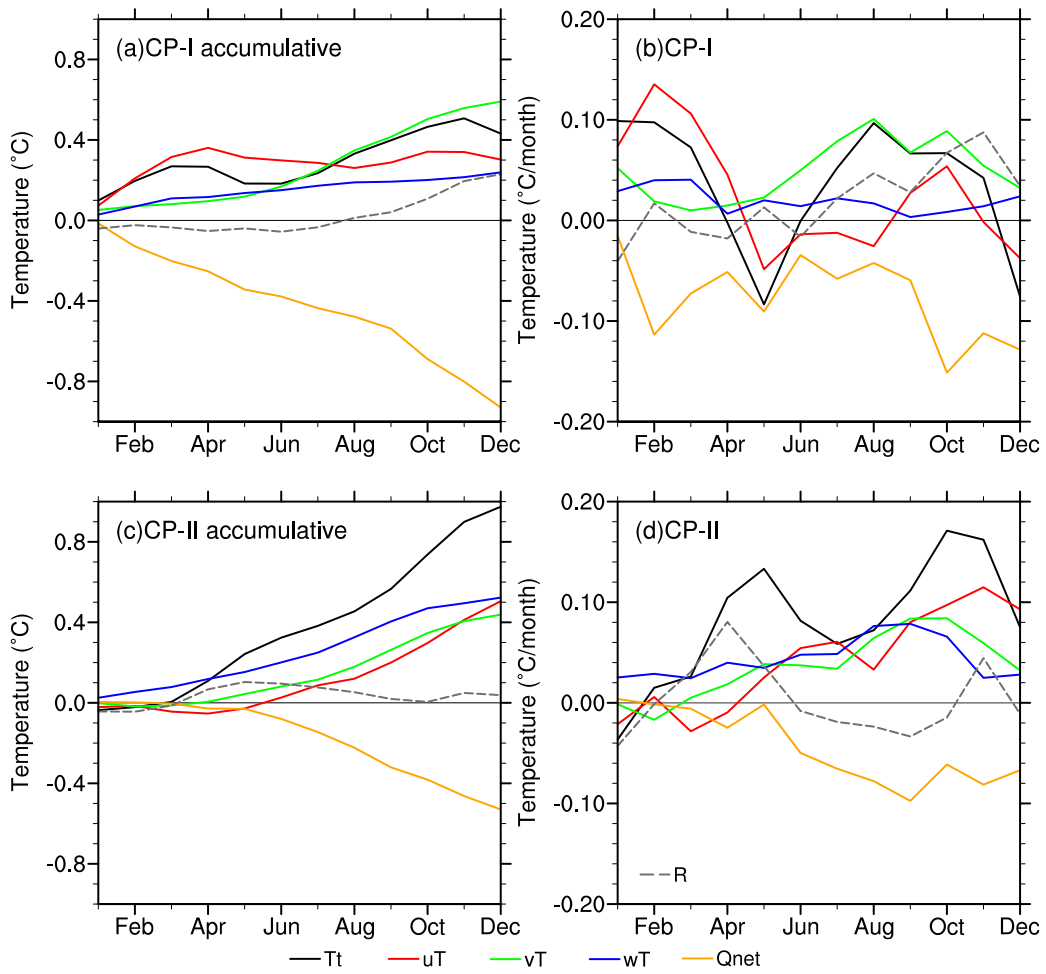 (a)CP-I accumulative
Temperature (°C)
0.8
0.4
0.0
-0.4
-0.8
Feb Apr Jun Aug Oct Dec
(b)CP-I
Temperature (°C/month)
0.20
0.10
0.00
-0.10
-0.20
Feb Apr Jun Aug Oct Dec
(c)CP-II accumulative
Temperature (°C)
0.8
0.4
0.0
-0.4
-0.8
Feb Apr Jun Aug Oct Dec
(d)CP-II
Temperature (°C/month)
0.20
0.10
0.00
-0.10
-0.20
R
Feb Apr Jun Aug Oct Dec
Tt uT vT wT Qnet